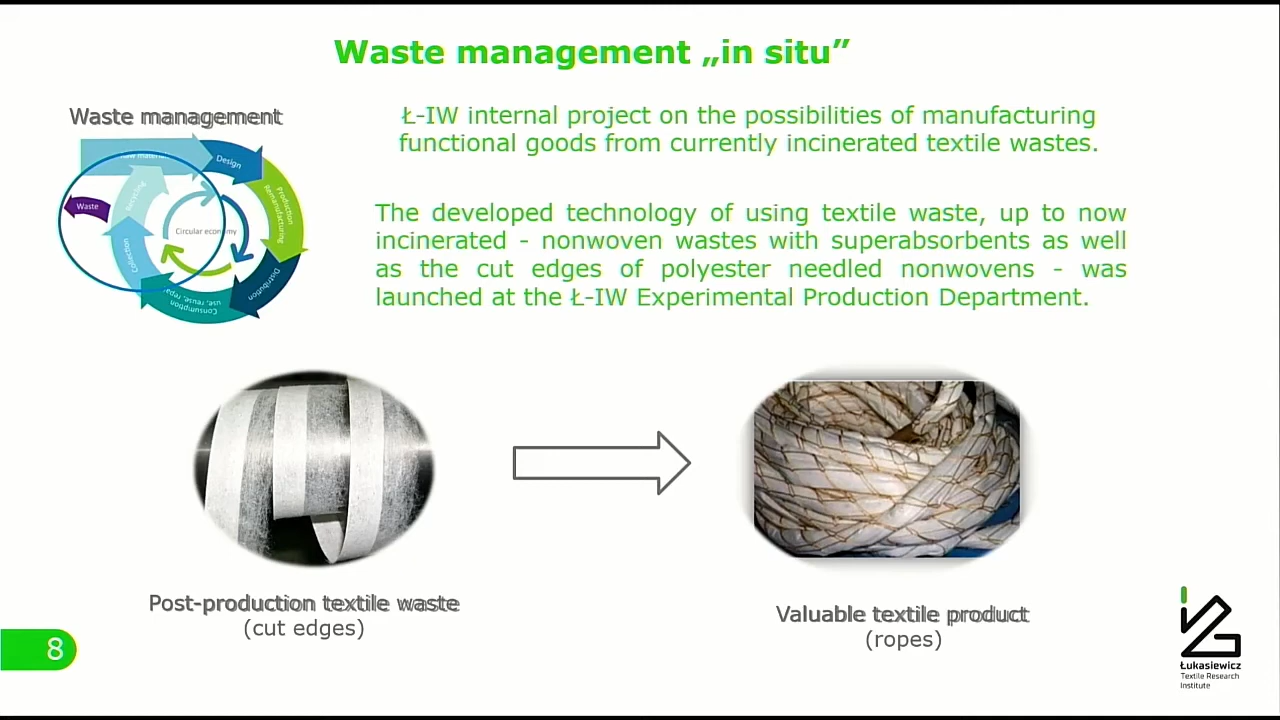 Waste management „in situ”
Waste management
Ł-IW internal project on the possibilities of manufacturing
functional goods from currently incinerated textile wastes.
Design
Production
Remanufacturing
Recycling
Waste
Circular economy
Collection
Distribution
Consumption
The developed technology of using textile waste, up to now
incinerated - nonwoven wastes with superabsorbents as well
as the cut edges of polyester needled nonwovens - was
launched at the Ł-IW Experimental Production Department.
Post-production textile waste
(cut edges)
Valuable textile product
(ropes)
8
Łukasiewicz
Textile Research
Institute